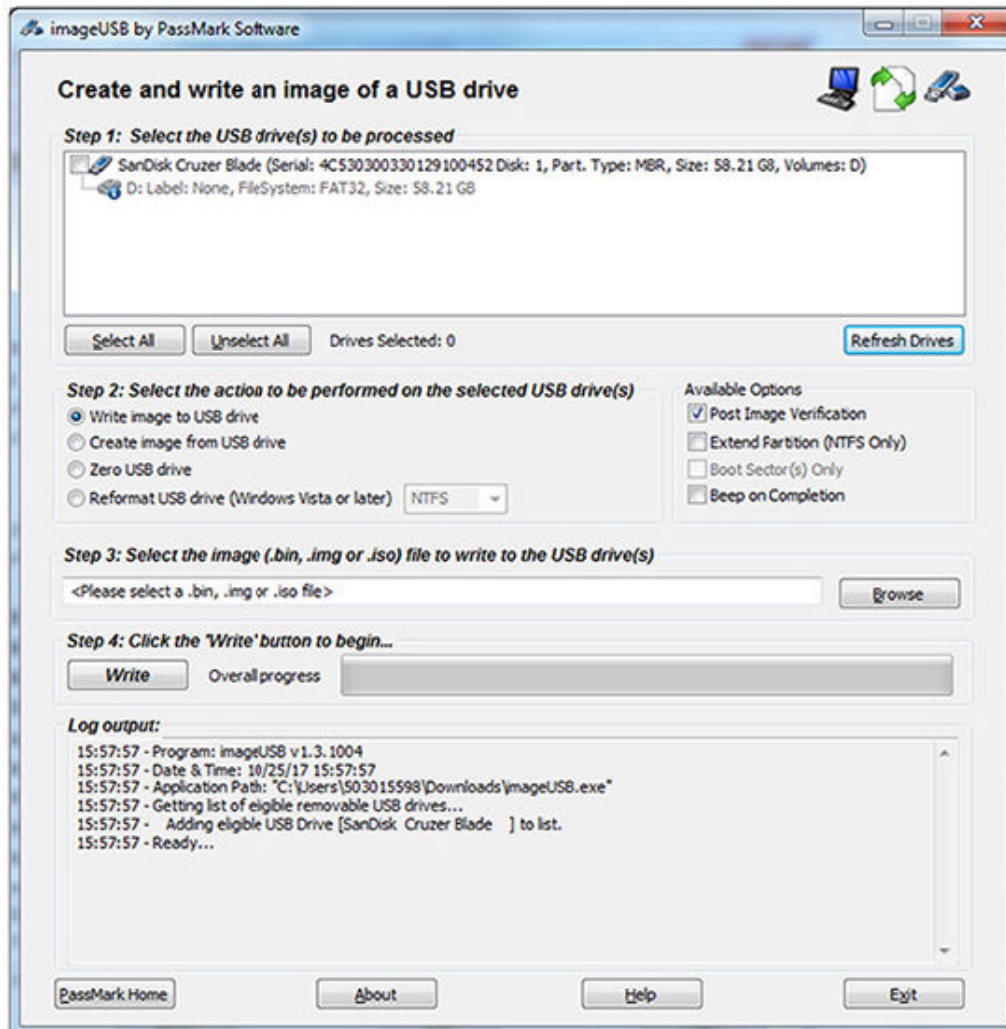 imageUSB by PassMark Software
Create and write an image of a USB drive
Step 1: Select the USB drive(s) to be processed
SanDisk Cruzer Blade (Serial: 4C530300330129100452 Disk: 1, Part. Type: MBR, Size: 58.21 GB, Volumes: D)
D: Label: None, FileSystem: FAT32, Size: 58.21 GB
Select All Unselect All Drives Selected: 0 Refresh Drives
Step 2: Select the action to be performed on the selected USB drive(s)
Available Options
Write image to USB drive
Post Image Verification
Create image from USB drive
Extend Partition (NTFS Only)
Zero USB drive
Boot Sector(s) Only
Reformat USB drive (Windows Vista or later) NTFS
Beep on Completion
Step 3: Select the image (.bin, .img or .iso) file to write to the USB drive(s)
<Please select a .bin, .img or .iso file>
Browse
Step 4: Click the 'Write' button to begin...
Write Overall progress
Log output:
15:57:57 - Program: imageUSB v1.3.1004
15:57:57 - Date & Time: 10/25/17 15:57:57
15:57:57 - Application Path: "C:\Users\503015598\Downloads\imageUSB.exe"
15:57:57 - Getting list of eligible removable USB drives...
15:57:57 - Adding eligible USB Drive [SanDisk Cruzer Blade ] to list.
15:57:57 - Ready...
PassMark Home About Help Exit